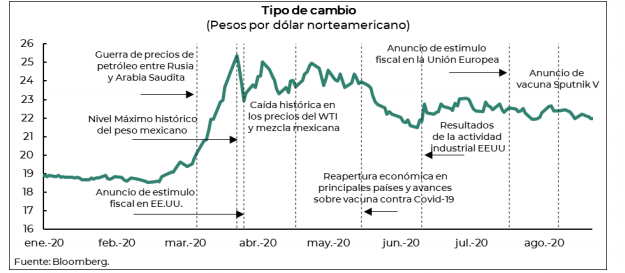 Tipo de cambio
(Pesos por dólar norteamericano)
26
25
24
23
22
21
20
19
18
17
16
Guerra de precios de
petróleo entre Rusia
y Arabia Saudita
Nivel Máximo histórico
del peso mexicano
Anuncio de estimulo
fiscal en EE.UU.
Caída histórica en
los precios del WTI
y mezcla mexicana
Reapertura económica en
principales países y avances
sobre vacuna contra Covid-19
Anuncio de estimulo
fiscal en la Unión Europea
Resultados
de la actividad
industrial EEUU
Anuncio de
vacuna Sputnik V
ene.-20 feb.-20 mar.-20 abr.-20 may.-20 jun.-20 jul.-20 ago.-20
Fuente: Bloomberg.